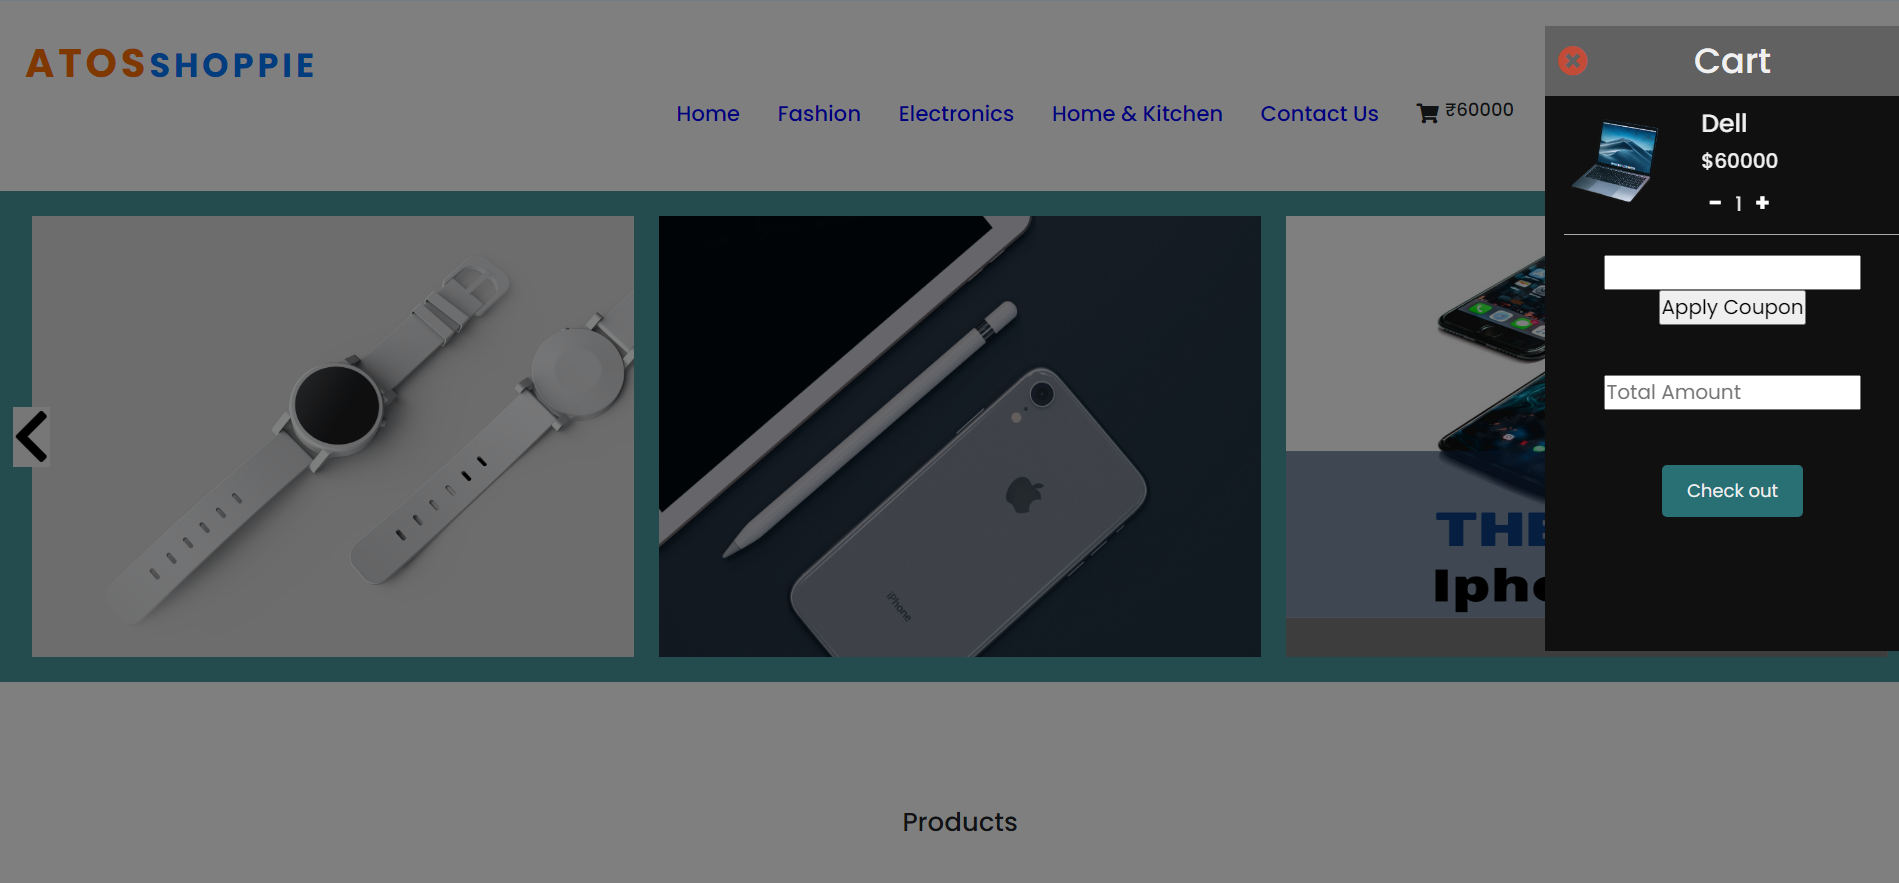 ATOSSHOPPIE
Home Fashion Electronics Home & Kitchen Contact Us ₹60000
Cart
Dell
$60000
- 1 +
Apply Coupon
Total Amount
Check out
iPhone
THE
Products